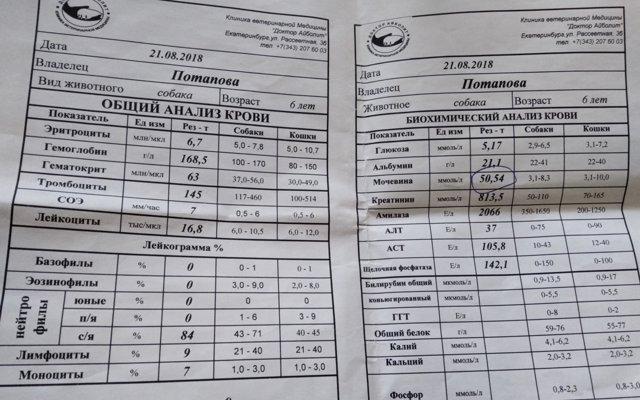 Клиника ветеринарной Медицины
"Доктор Айболит"
Екатеринбург,ул. Рассветная, 3б
тел +7(343) 207 60 03
Дата 21.08.2018
Владелец Потапова
Вид животного собака Возраст 6 лет
ОБЩИЙ АНАЛИЗ КРОВИ
Показатель Ед изм Рез - т Собаки Кошки
Эритроциты млн/мкл 6,7 5,0 - 7,8 5,0 - 10,7
Гемоглобин г/л 168,5 100 - 170 80 - 150
Гематокрит млн/мкл 63 37,0-56,0 30,0-49,0
Тромбоциты 145 117-460 100-514
СОЭ мм/час 7 0,5 - 6 0,5 - 6
Лейкоциты тыс/мкл 16,8 6,0 - 10,5 6,0 - 12,0
Лейкограмма %
Базофилы % 0 0 - 1 0 - 1
Эозинофилы % 0 3,0 - 9,0 2,0 - 8,0
нейтро филы
юные % 0 0 0
п/я % 0 1 - 6 3 - 9
с/я % 84 43 - 71 40 - 45
Лимфоциты % 9 21 - 40 21 - 40
Моноциты % 7 1,0 - 3,0 1,0 - 3,0
Клиника ветеринарной Медицины
"Доктор Айболит"
Екатеринбург,ул. Рассветная, 3б
тел +7(343) 207 60 03
Дата 21.08.2018
Владелец Потапова
Животное собака Возраст 6 лет
БИОХИМИЧЕСКИЙ АНАЛИЗ КРОВИ
Показатель Ед изм Рез - т Собаки Кошки
Глюкоза ммоль/л 5,17 2,9-6,5 3,1-7,2
Альбумин г/л 21,1 22-41 22-40
Мочевина ммоль/л 50,54 3,1-8,3 3,1-10,0
Креатинин мкмоль/л 813,5 50-110 70-165
Амилаза Е/л 2066 350-1650 200-1250
АЛТ Е/л 37 0-75 0-90
АСТ Е/л 105,8 10-43 12-40
Щелочная фосфатаза Е/л 142,1 0-150 0-100
Билирубин общий мкмоль/л 0,9-13,5 0,9-17
коньюгированный мкмоль/л 0-5,5 0-5,5
ГГТ Е/л 0-8 0-2
Общий белок г/л 59-76 55-77
Калий ммоль/л 4,1-6,2 4,1-6,2
Кальций ммоль/л 2,0-3,2 2,0-3,2
Фосфор ммоль/л 0,8-2,3 0,8-3,0